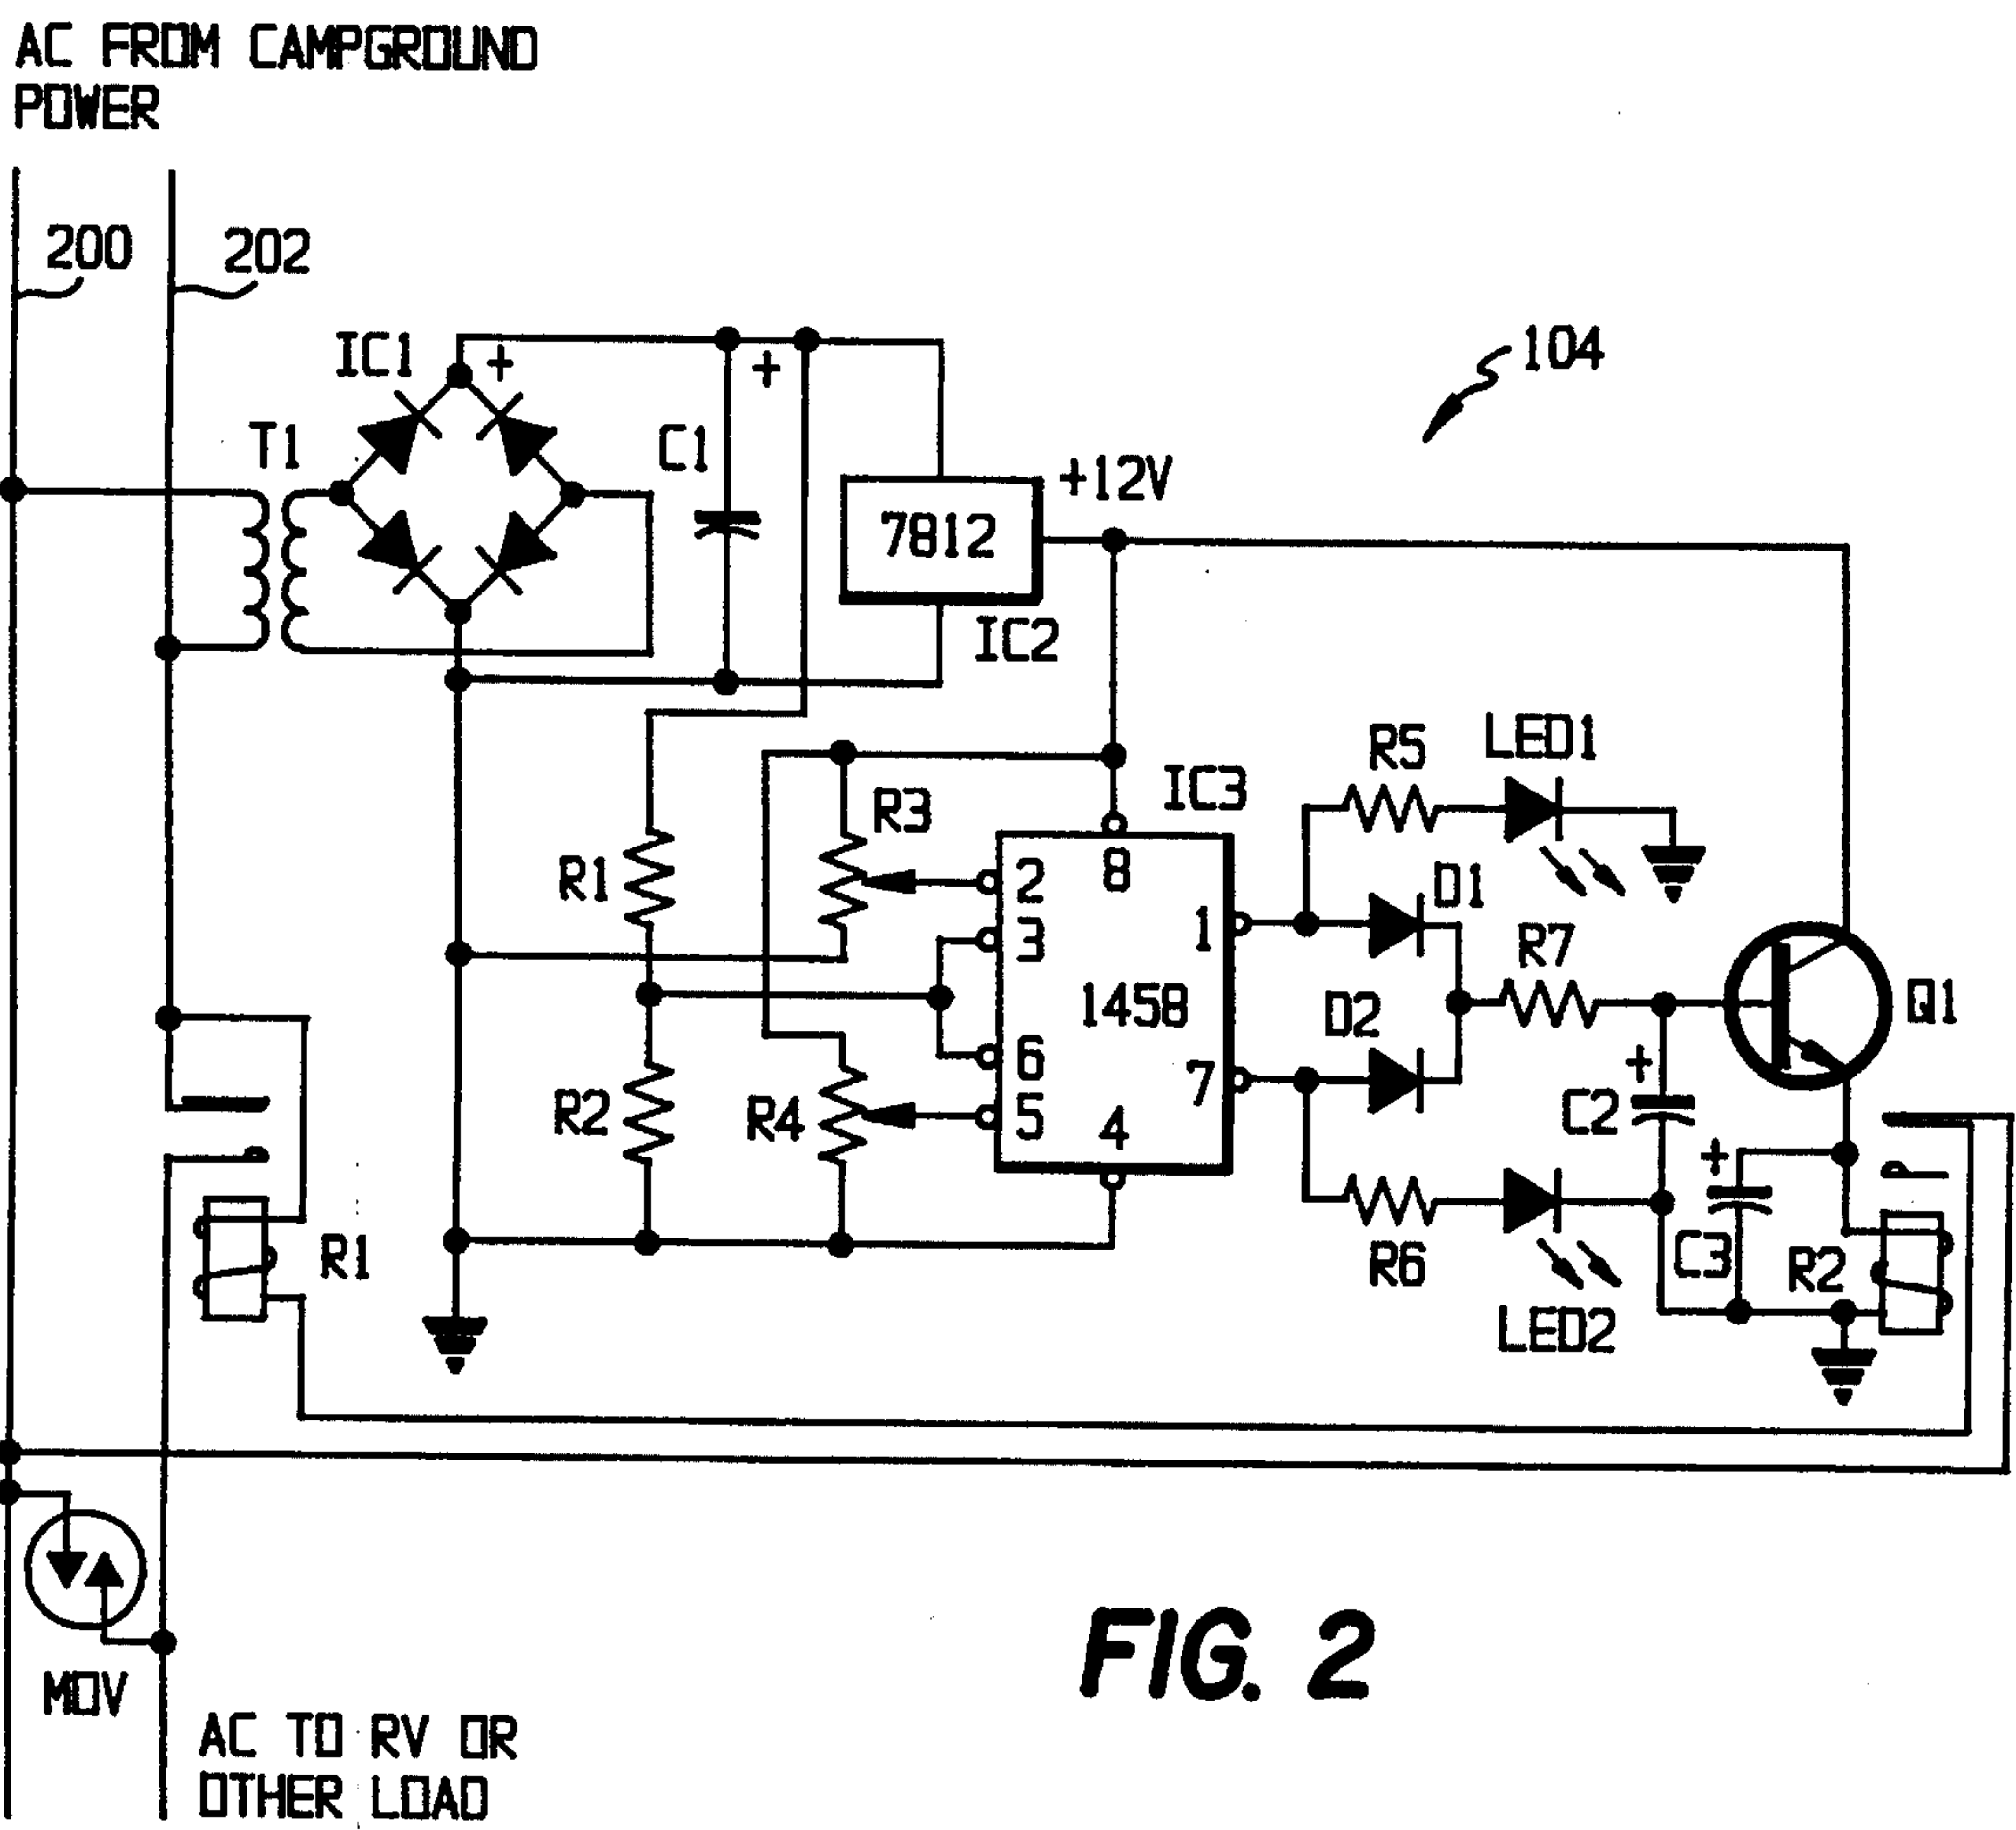 AC FROM CAMPGROUND
POWER
200
202
104
IC1
+
+
T1
C1
7812
+12V
IC2
R5
LED1
IC3
R3
R1
2
8
D1
3
1
R7
1458
D2
Q1
6
7
+
R2
R4
5
4
C2
+
R1
R6
C3
R2
LED2
MOV
FIG. 2
AC TO RV OR
OTHER LOAD